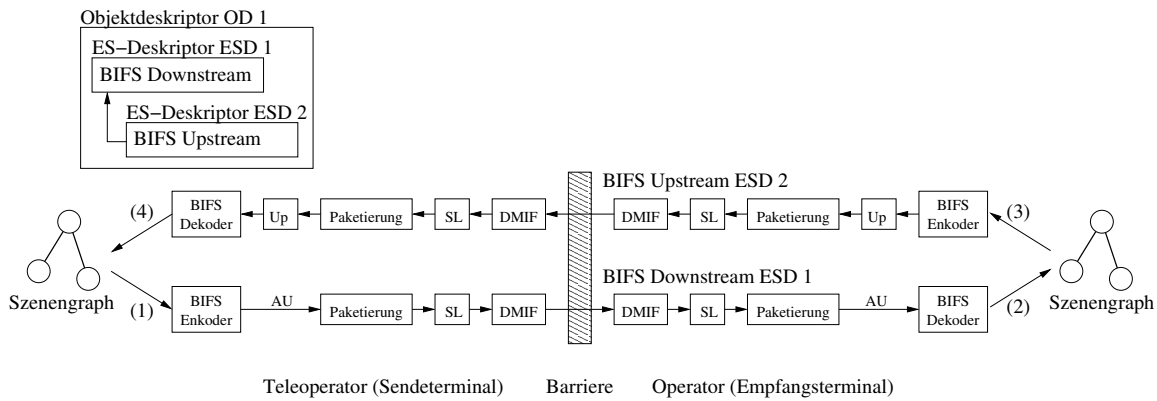 Objektdeskriptor OD 1
ES−Deskriptor ESD 1
BIFS Downstream
ES−Deskriptor ESD 2
BIFS Upstream
BIFS Upstream ESD 2
(4)
BIFS
Dekoder
Up
Paketierung
SL
DMIF
DMIF
SL
Paketierung
Up
BIFS
Enkoder
(3)
Szenengraph
Szenengraph
BIFS Downstream ESD 1
(1)
BIFS
Enkoder
AU
Paketierung
SL
DMIF
DMIF
SL
Paketierung
AU
BIFS
Dekoder
(2)
Teleoperator (Sendeterminal)
Barriere
Operator (Empfangsterminal)